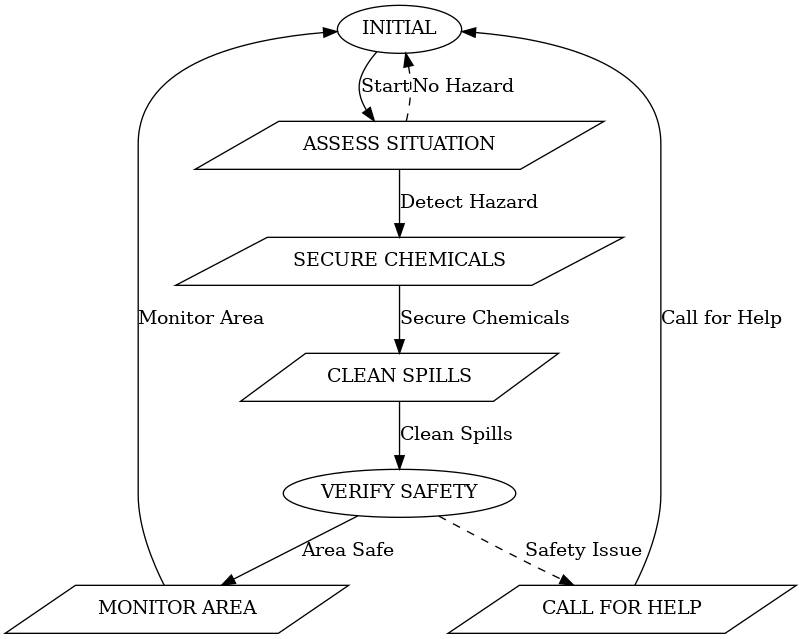 INITIAL
Start
No Hazard
ASSESS SITUATION
Detect Hazard
SECURE CHEMICALS
Monitor Area
Secure Chemicals
Call for Help
CLEAN SPILLS
Clean Spills
VERIFY SAFETY
Area Safe
Safety Issue
MONITOR AREA
CALL FOR HELP